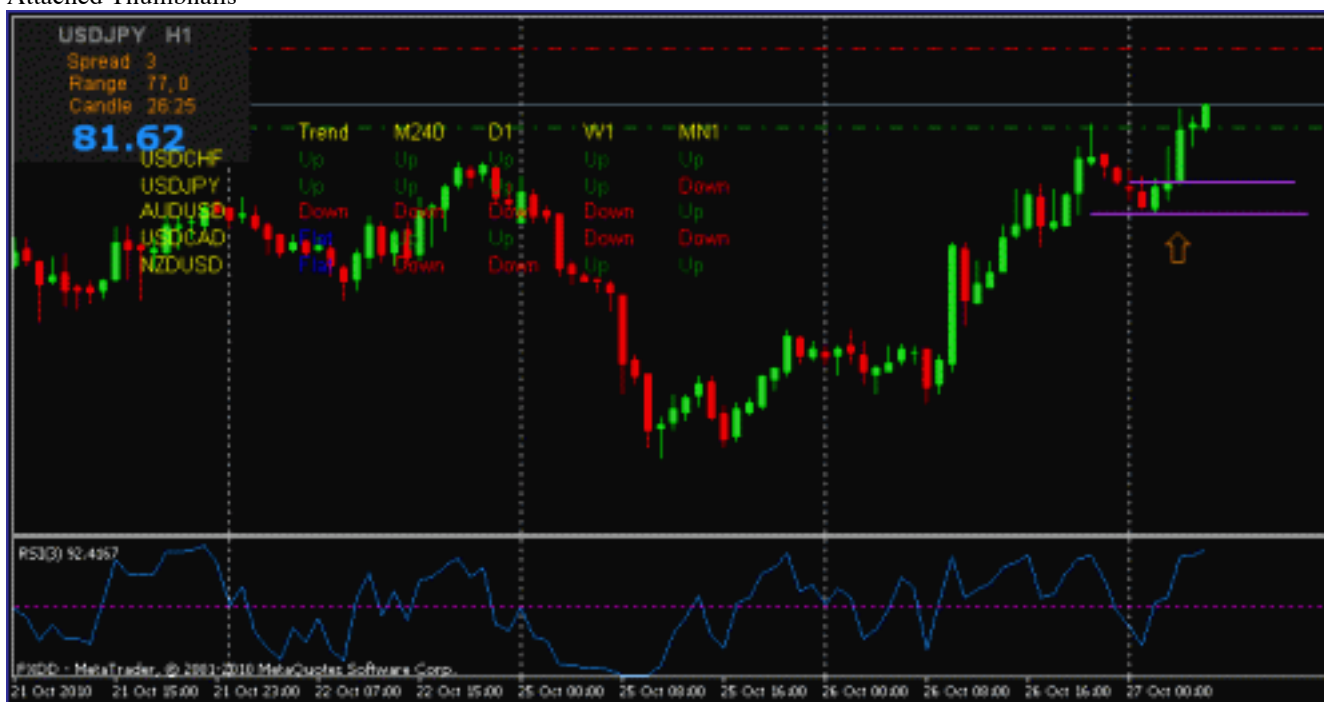 Attached Thumbnails
USDJPY H1
Spread 3
Range 77,0
Candle 26:25
81.62
Trend M240 D1 W1 MN1
USDCHF Up Up Up Up Up
USDJPY Up Up Up Up Down
AUDUSD Down Down Down Down Up
USDCAD Flat Up Up Down Down
NZDUSD Flat Down Down Up Up
RSI(3) 92.4167
FXDD - MetaTrader, © 2001-2010 MetaQuotes Software Corp.
21 Oct 2010 21 Oct 15:00 21 Oct 23:00 22 Oct 07:00 22 Oct 15:00 25 Oct 00:00 25 Oct 08:00 25 Oct 16:00 26 Oct 00:00 26 Oct 08:00 26 Oct 16:00 27 Oct 00:00